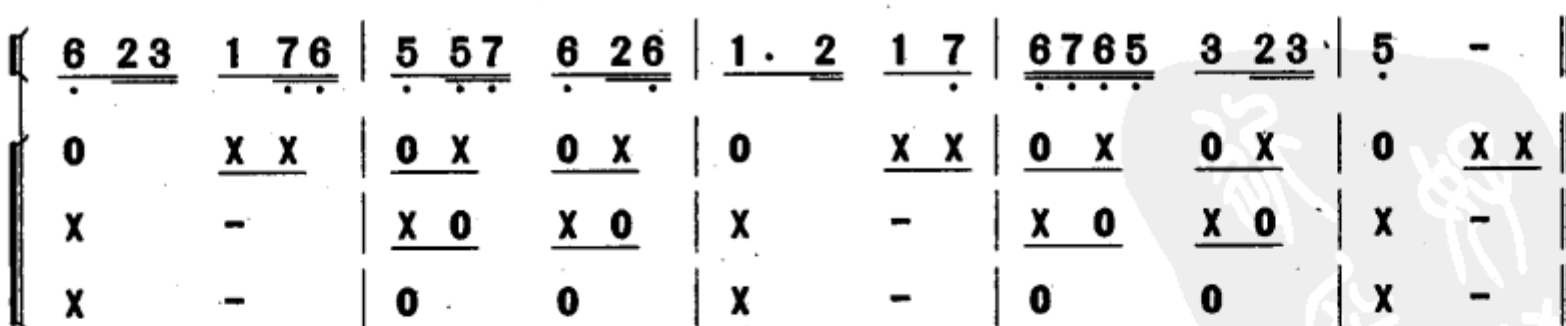 6 23 1 76 | 5 57 6 26 | 1 · 2 1 7 | 6765 3 23 | 5 - |
0 X X | 0 X 0 X | 0 X X | 0 X 0 X | 0 X X |
X - | X 0 X 0 | X - | X 0 X 0 | X - |
X - | 0 0 | X - | 0 0 | X - |